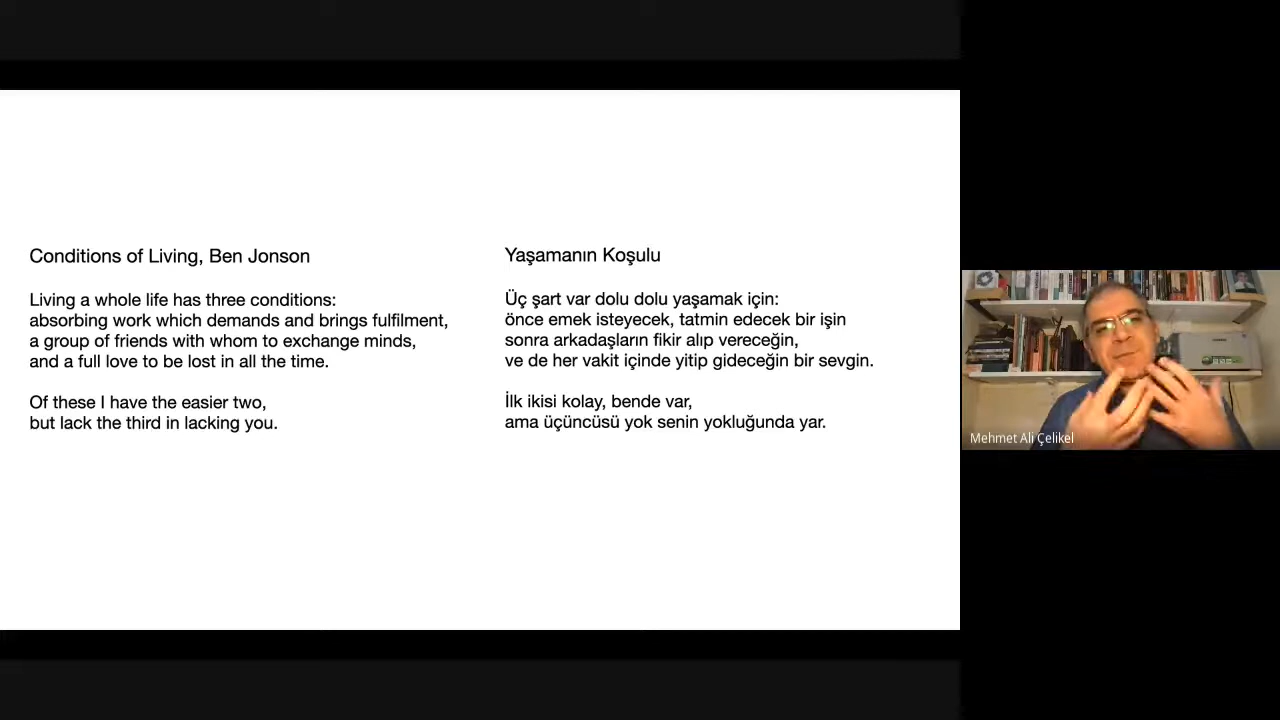 Conditions of Living, Ben Jonson
Living a whole life has three conditions:
absorbing work which demands and brings fulfilment,
a group of friends with whom to exchange minds,
and a full love to be lost in all the time.
Of these I have the easier two,
but lack the third in lacking you.
Yaşamanın Koşulu
Üç şart var dolu dolu yaşamak için:
önce emek isteyecek, tatmin edecek bir işin
sonra arkadaşların fikir alıp vereceğin,
ve de her vakit içinde yitip gideceğin bir sevgin.
İlk ikisi kolay, bende var,
ama üçüncüsü yok senin yokluğunda yar.
Mehmet Ali Çelikel